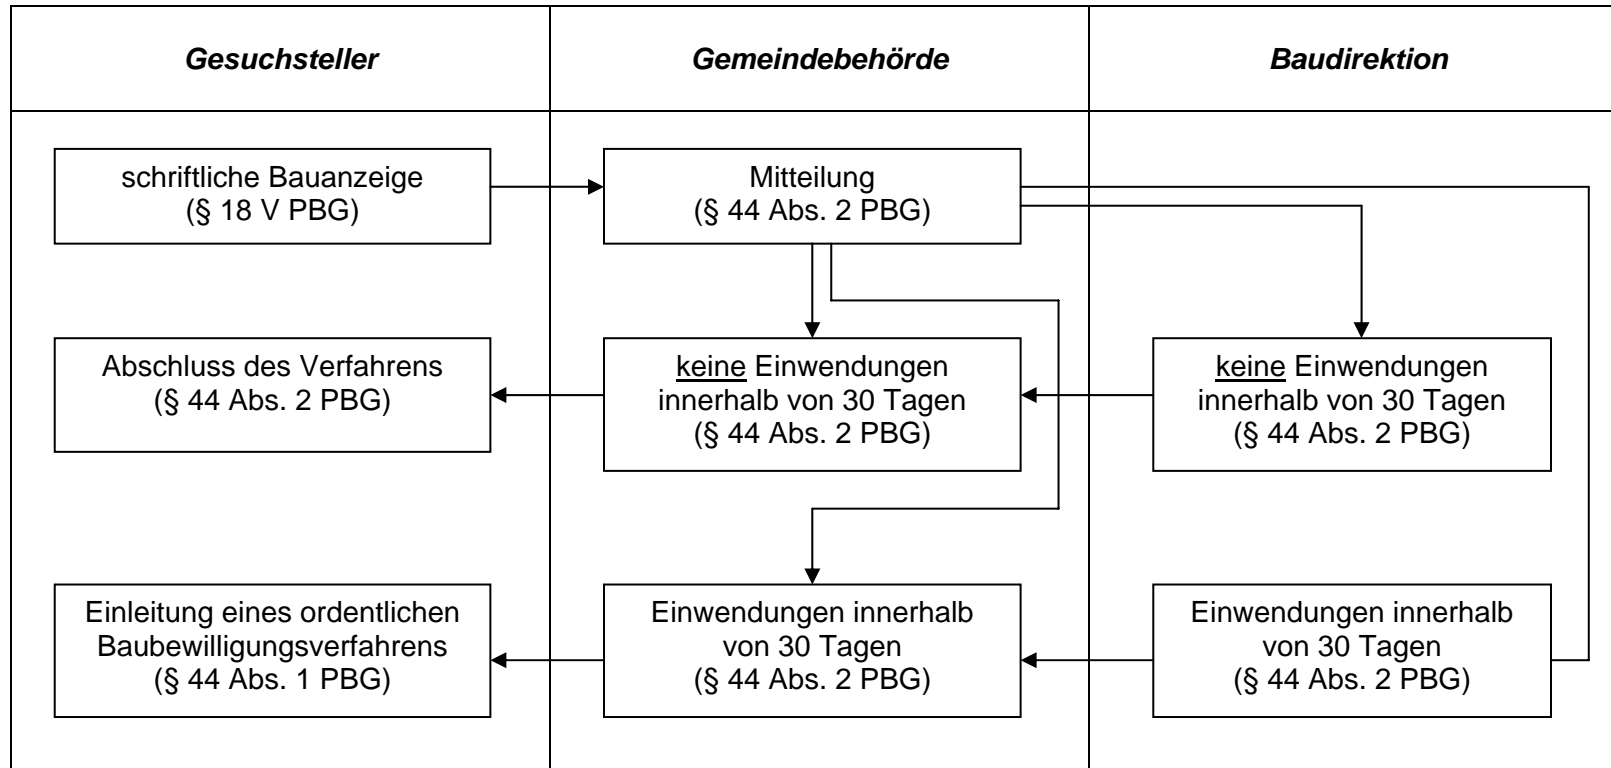 Gesuchsteller
Gemeindebehörde
Baudirektion
schriftliche Bauanzeige
(§ 18 V PBG)
Mitteilung
(§ 44 Abs. 2 PBG)
Abschluss des Verfahrens
(§ 44 Abs. 2 PBG)
keine Einwendungen
innerhalb von 30 Tagen
(§ 44 Abs. 2 PBG)
keine Einwendungen
innerhalb von 30 Tagen
(§ 44 Abs. 2 PBG)
Einleitung eines ordentlichen
Baubewilligungsverfahrens
(§ 44 Abs. 1 PBG)
Einwendungen innerhalb
von 30 Tagen
(§ 44 Abs. 2 PBG)
Einwendungen innerhalb
von 30 Tagen
(§ 44 Abs. 2 PBG)